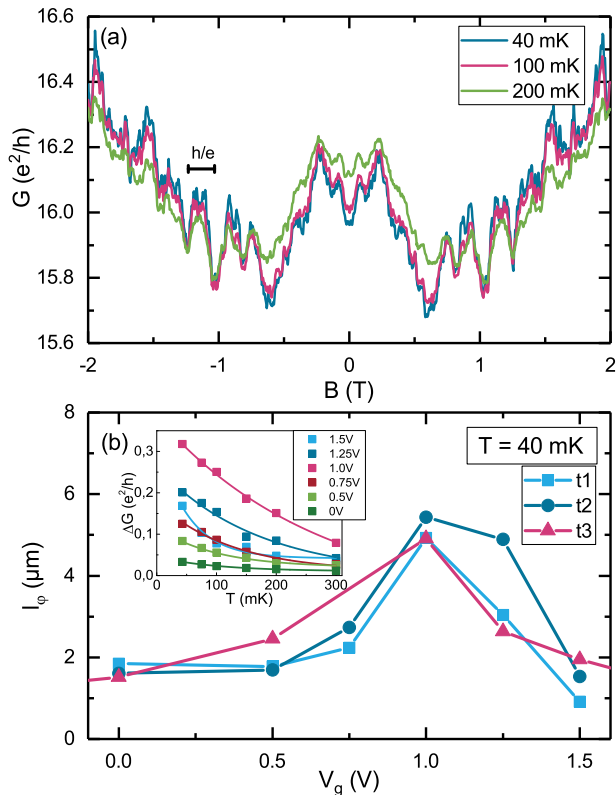 (a)
40 mK
100 mK
200 mK
h/e
G (e²/h)
16.6
16.4
16.2
16.0
15.8
15.6
-2 -1 0 1 2
B (T)
(b)
T = 40 mK
t1
t2
t3
1.5V
1.25V
1.0V
0.75V
0.5V
0V
ΔG (e²/h)
0,3
0,2
0,1
0,0
0 100 200 300
T (mK)
lφ (µm)
8
6
4
2
0
0.0 0.5 1.0 1.5
Vg (V)